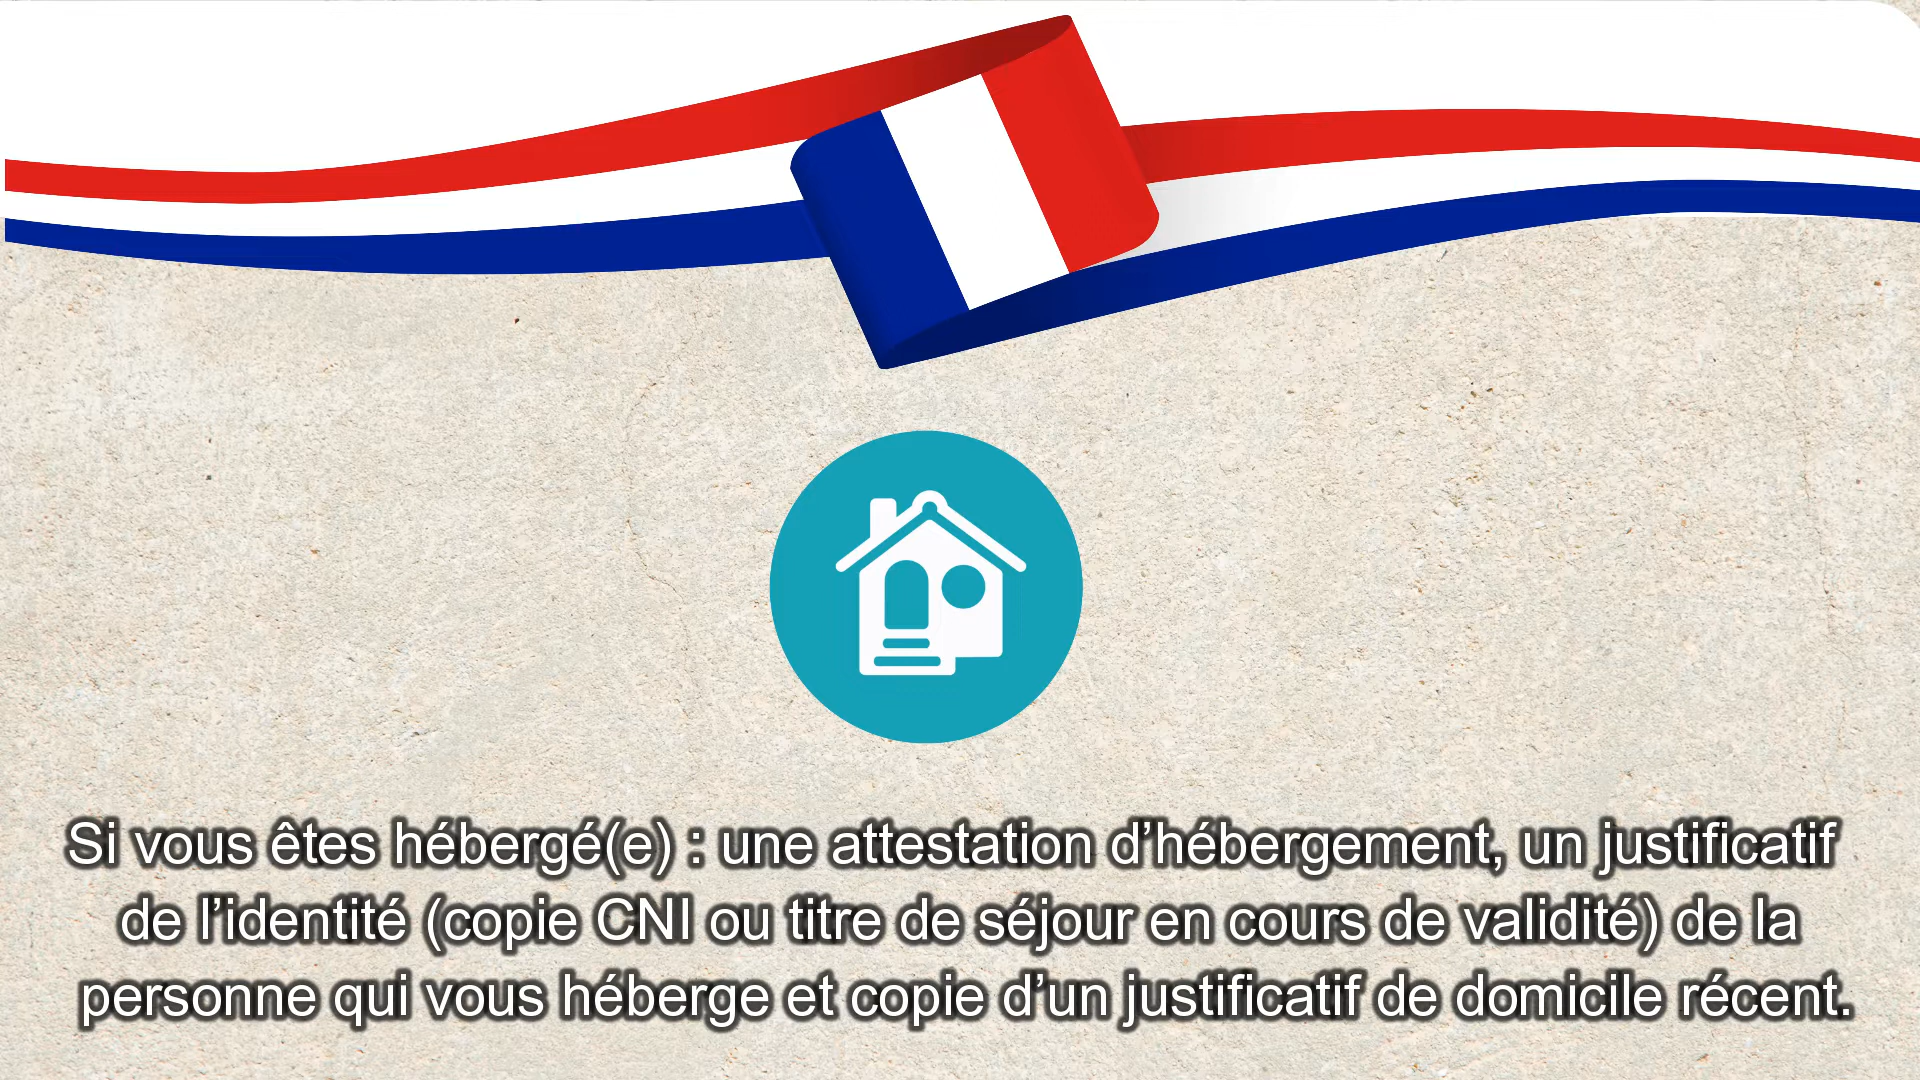 Si vous êtes hébergé(e) : une attestation d’hébergement, un justificatif
de l’identité (copie CNI ou titre de séjour en cours de validité) de la
personne qui vous héberge et copie d’un justificatif de domicile récent.